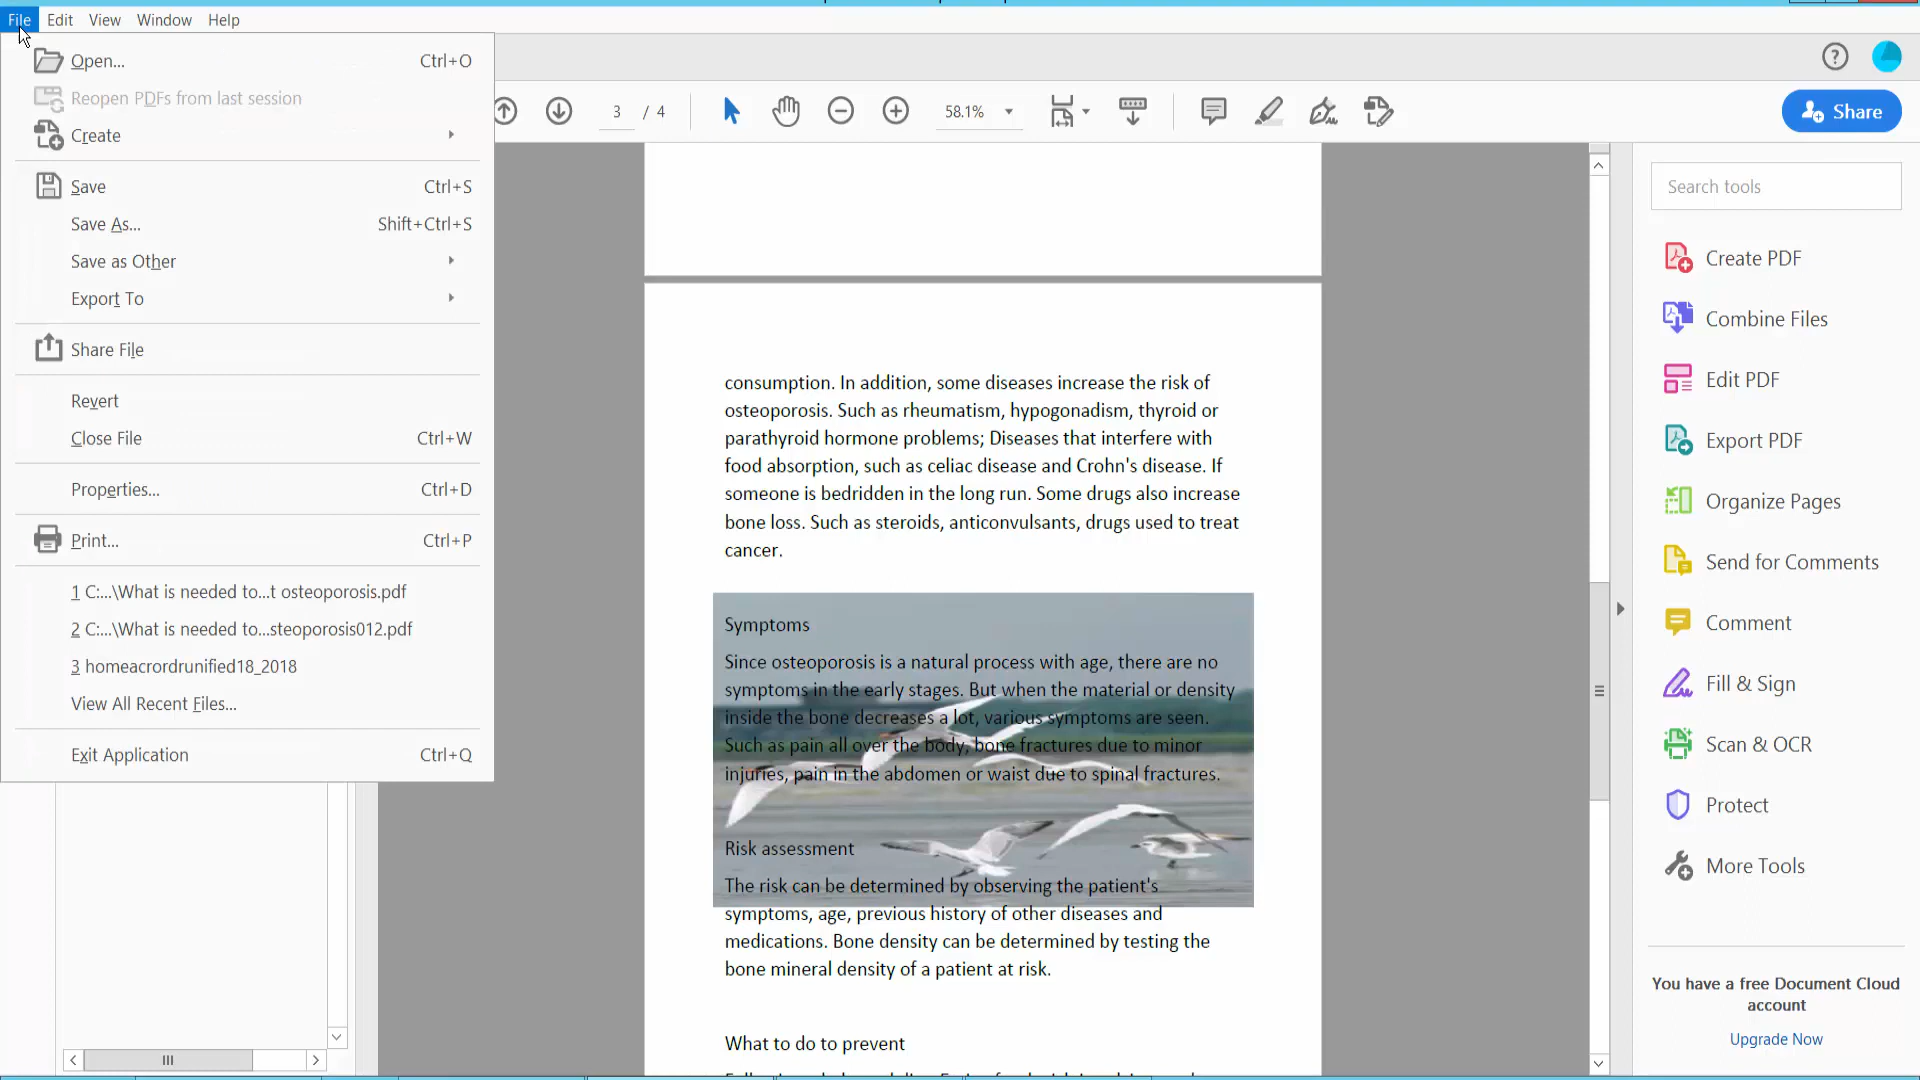 File Edit View Window Help
Open... Ctrl+O
Reopen PDFs from last session
Create
Save Ctrl+S
Save As... Shift+Ctrl+S
Save as Other
Export To
Share File
Revert
Close File Ctrl+W
Properties... Ctrl+D
Print... Ctrl+P
1 C:...\What is needed to...t osteoporosis.pdf
2 C:...\What is needed to...steoporosis012.pdf
3 homeacrordrunified18_2018
View All Recent Files...
Exit Application Ctrl+Q
3 / 4
58.1%
Share
consumption. In addition, some diseases increase the risk of
osteoporosis. Such as rheumatism, hypogonadism, thyroid or
parathyroid hormone problems; Diseases that interfere with
food absorption, such as celiac disease and Crohn's disease. If
someone is bedridden in the long run. Some drugs also increase
bone loss. Such as steroids, anticonvulsants, drugs used to treat
cancer.
Symptoms
Since osteoporosis is a natural process with age, there are no
symptoms in the early stages. But when the material or density
inside the bone decreases a lot, various symptoms are seen.
Such as pain all over the body, bone fractures due to minor
injuries, pain in the abdomen or waist due to spinal fractures.
Risk assessment
The risk can be determined by observing the patient's
symptoms, age, previous history of other diseases and
medications. Bone density can be determined by testing the
bone mineral density of a patient at risk.
What to do to prevent
Search tools
Create PDF
Combine Files
Edit PDF
Export PDF
Organize Pages
Send for Comments
Comment
Fill & Sign
Scan & OCR
Protect
More Tools
You have a free Document Cloud
account
Upgrade Now